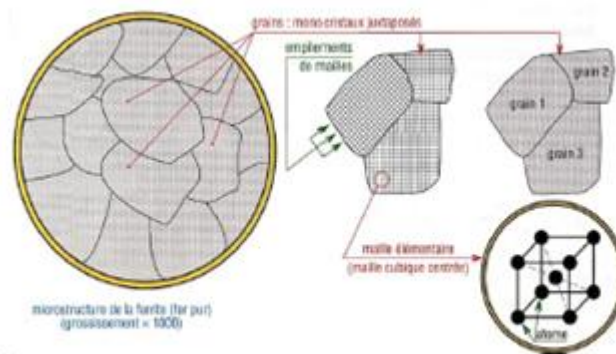 grains : mono-cristaux juxtaposés
empilements
de mailles
grain 1
grain 2
grain 3
maille élémentaire
(maille cubique centrée)
atome
microstructure de la ferrite (fer pur)
(grossissement × 1000)